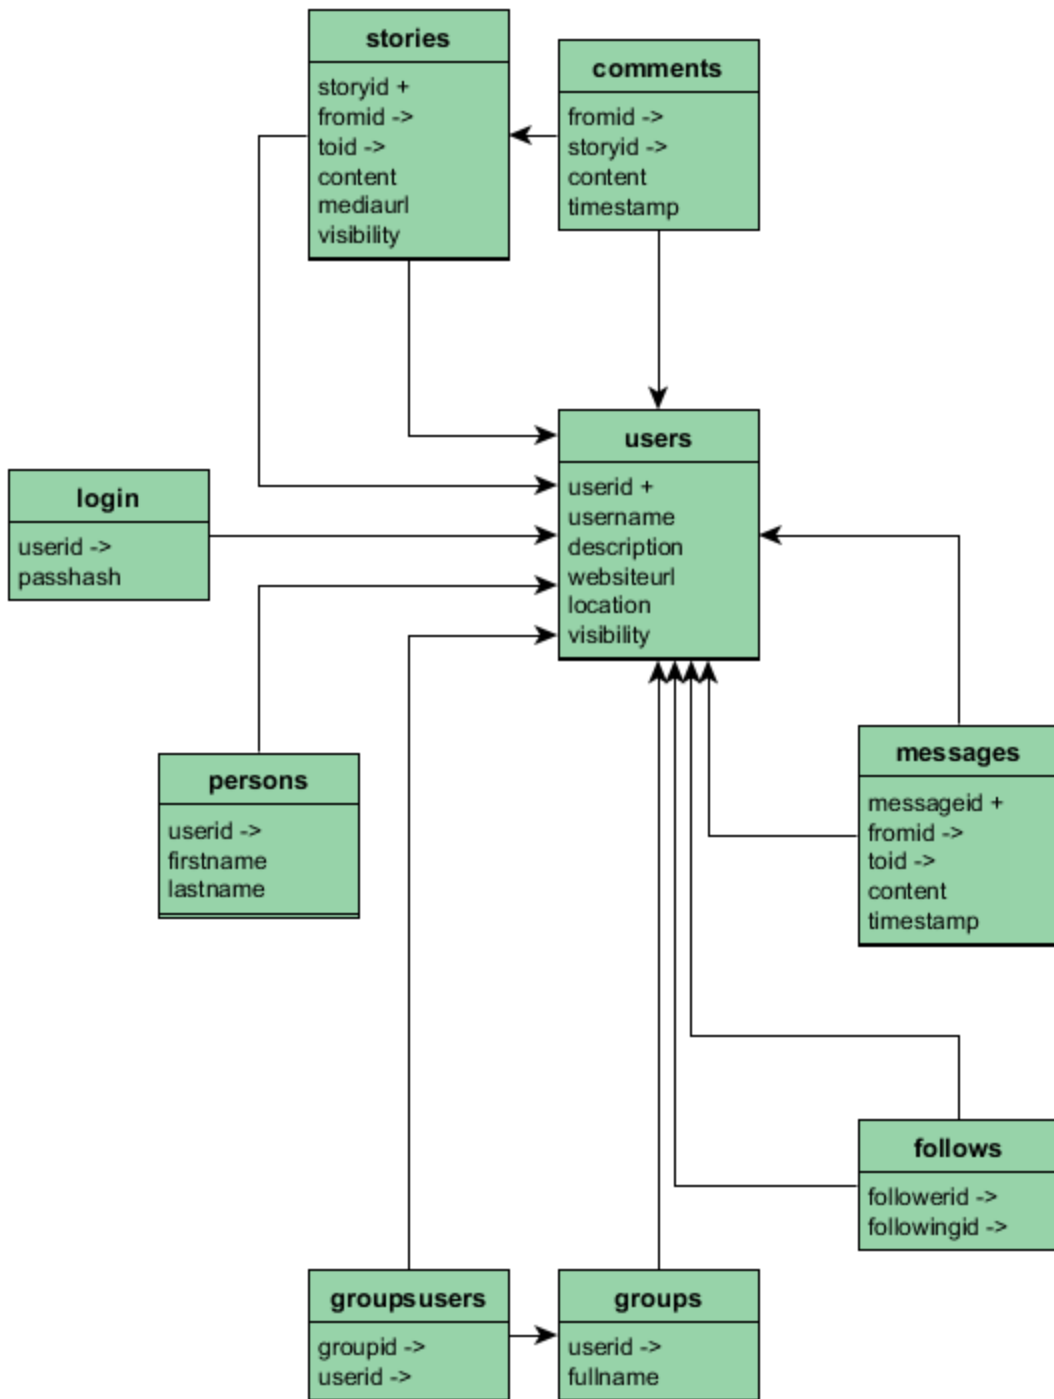 stories
storyid +
fromid ->
toid ->
content
mediaurl
visibility
comments
fromid ->
storyid ->
content
timestamp
users
userid +
username
description
websiteurl
location
visibility
login
userid ->
passhash
persons
userid ->
firstname
lastname
messages
messageid +
fromid ->
toid ->
content
timestamp
follows
followerid ->
followingid ->
groupsusers
groupid ->
userid ->
groups
userid ->
fullname